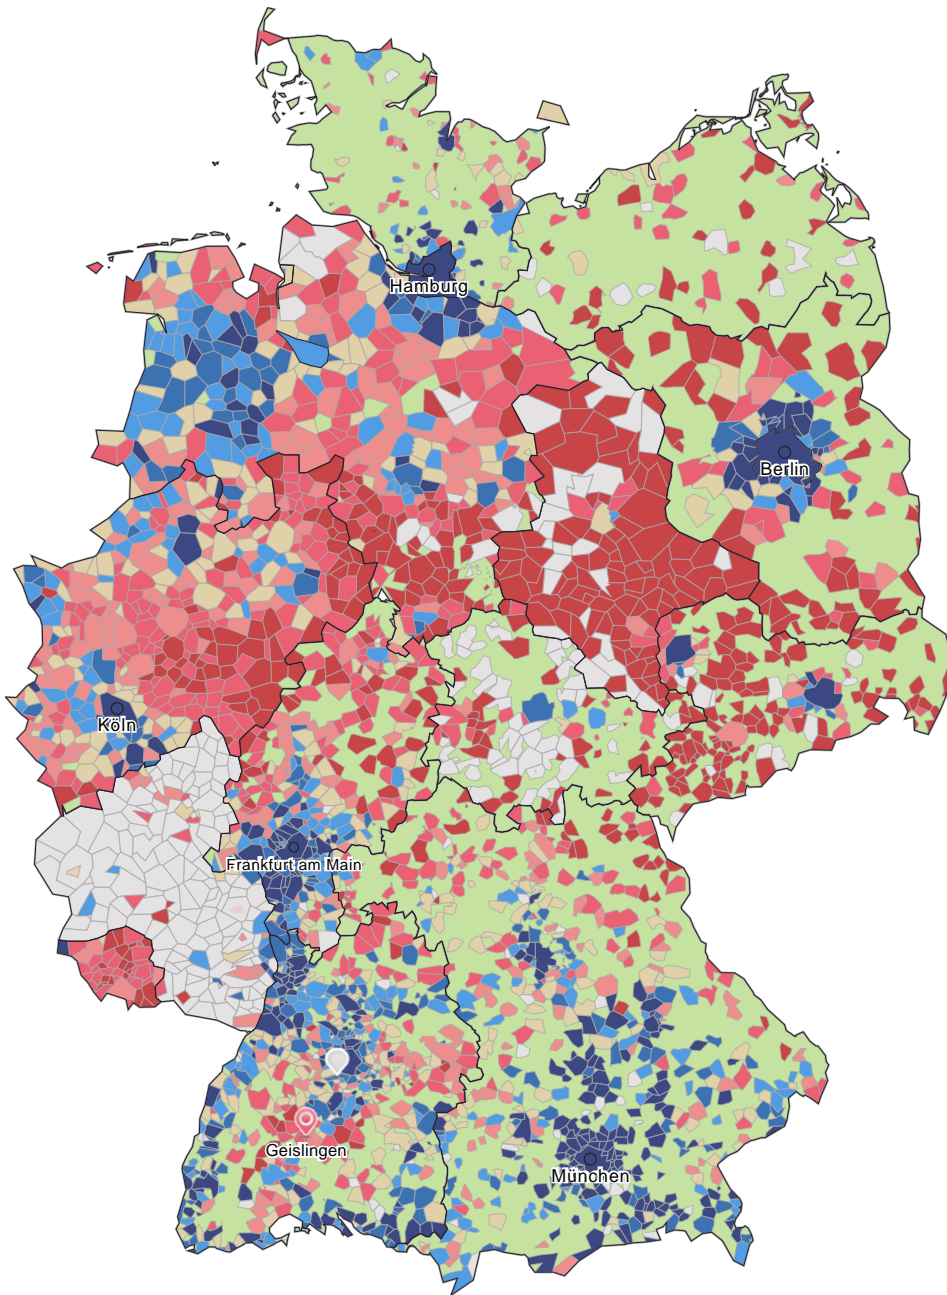 Hamburg
Berlin
Köln
Frankfurt am Main
Geislingen
München